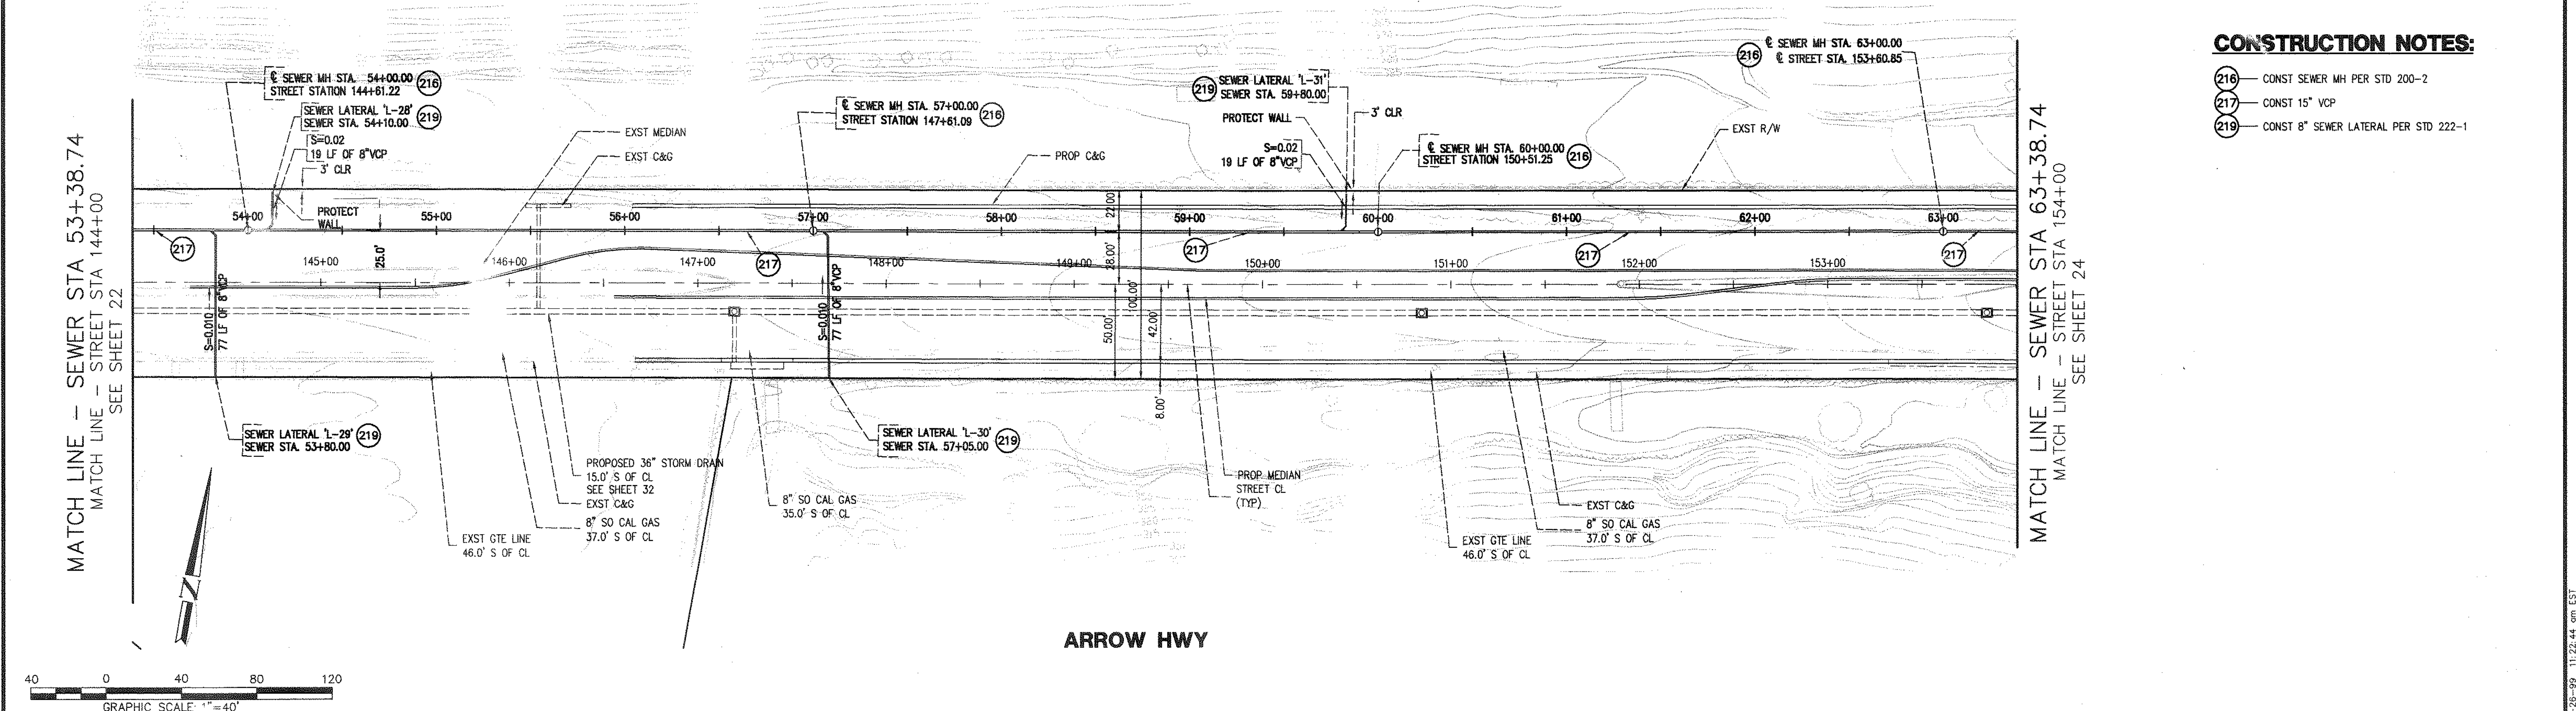 CONSTRUCTION NOTES:
216 CONST SEWER MH PER STD 200-2
217 CONST 15" VCP
219 CONST 8" SEWER LATERAL PER STD 222-1
MATCH LINE – SEWER STA 53+38.74
MATCH LINE – STREET STA 144+00
SEE SHEET 22
℄ SEWER MH STA. 54+00.00
STREET STATION 144+61.22
216
SEWER LATERAL 'L-28'
SEWER STA. 54+10.00
219
S=0.02
19 LF OF 8"VCP
3' CLR
PROTECT
WALL
EXST MEDIAN
EXST C&G
℄ SEWER MH STA. 57+00.00
STREET STATION 147+61.09
216
PROP C&G
SEWER LATERAL 'L-31'
SEWER STA. 59+80.00
219
PROTECT WALL
3' CLR
S=0.02
19 LF OF 8"VCP
℄ SEWER MH STA. 60+00.00
STREET STATION 150+51.25
216
EXST R/W
℄ SEWER MH STA. 63+00.00
℄ STREET STA. 153+60.85
216
54+00
55+00
56+00
57+00
58+00
59+00
60+00
61+00
62+00
63+00
217
217
217
217
217
25.0'
22.00'
28.00'
100.00'
50.00'
42.00'
8.00'
145+00
146+00
147+00
148+00
149+00
150+00
151+00
152+00
153+00
S=0.010
77 LF OF 8"VCP
S=0.010
77 LF OF 8"VCP
SEWER LATERAL 'L-29'
SEWER STA. 53+80.00
219
SEWER LATERAL 'L-30'
SEWER STA. 57+05.00
219
PROPOSED 36" STORM DRAIN
15.0' S OF CL
SEE SHEET 32
EXST C&G
8" SO CAL GAS
37.0' S OF CL
EXST GTE LINE
46.0' S OF CL
8" SO CAL GAS
35.0' S OF CL
PROP MEDIAN
STREET CL
(TYP)
EXST C&G
8" SO CAL GAS
37.0' S OF CL
EXST GTE LINE
46.0' S OF CL
MATCH LINE – SEWER STA 63+38.74
MATCH LINE – STREET STA 154+00
SEE SHEET 24
N
ARROW HWY
40 0 40 80 120
GRAPHIC SCALE: 1"=40'
26-99 11:22:44 am EST